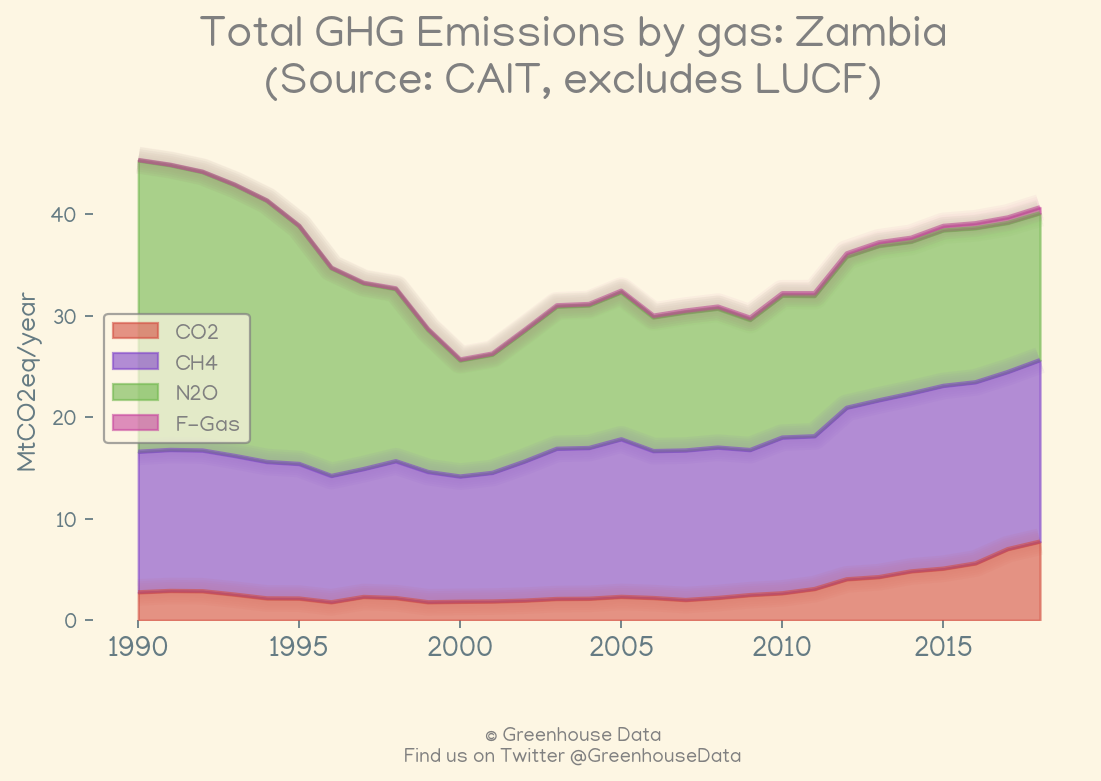 Total GHG Emissions by gas: Zambia
(Source: CAIT, excludes LUCF)
MtCO2eq/year
40
30
20
10
0
CO2
CH4
N2O
F-Gas
1990 1995 2000 2005 2010 2015
© Greenhouse Data
Find us on Twitter @GreenhouseData